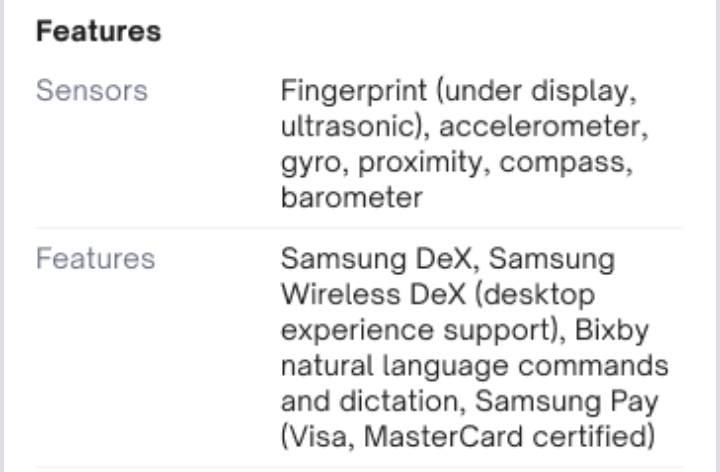 Features
Sensors
Fingerprint (under display,
ultrasonic), accelerometer,
gyro, proximity, compass,
barometer
Features
Samsung DeX, Samsung
Wireless DeX (desktop
experience support), Bixby
natural language commands
and dictation, Samsung Pay
(Visa, MasterCard certified)